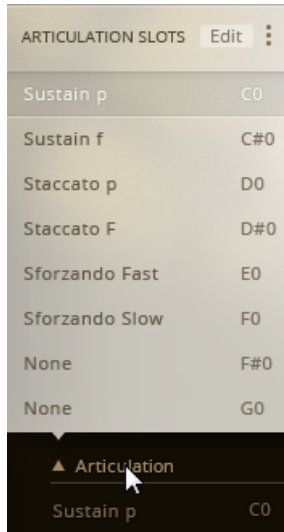 ARTICULATION SLOTS Edit
Sustain p C0
Sustain f C#0
Staccato p D0
Staccato F D#0
Sforzando Fast E0
Sforzando Slow F0
None F#0
None G0
Articulation
Sustain p C0